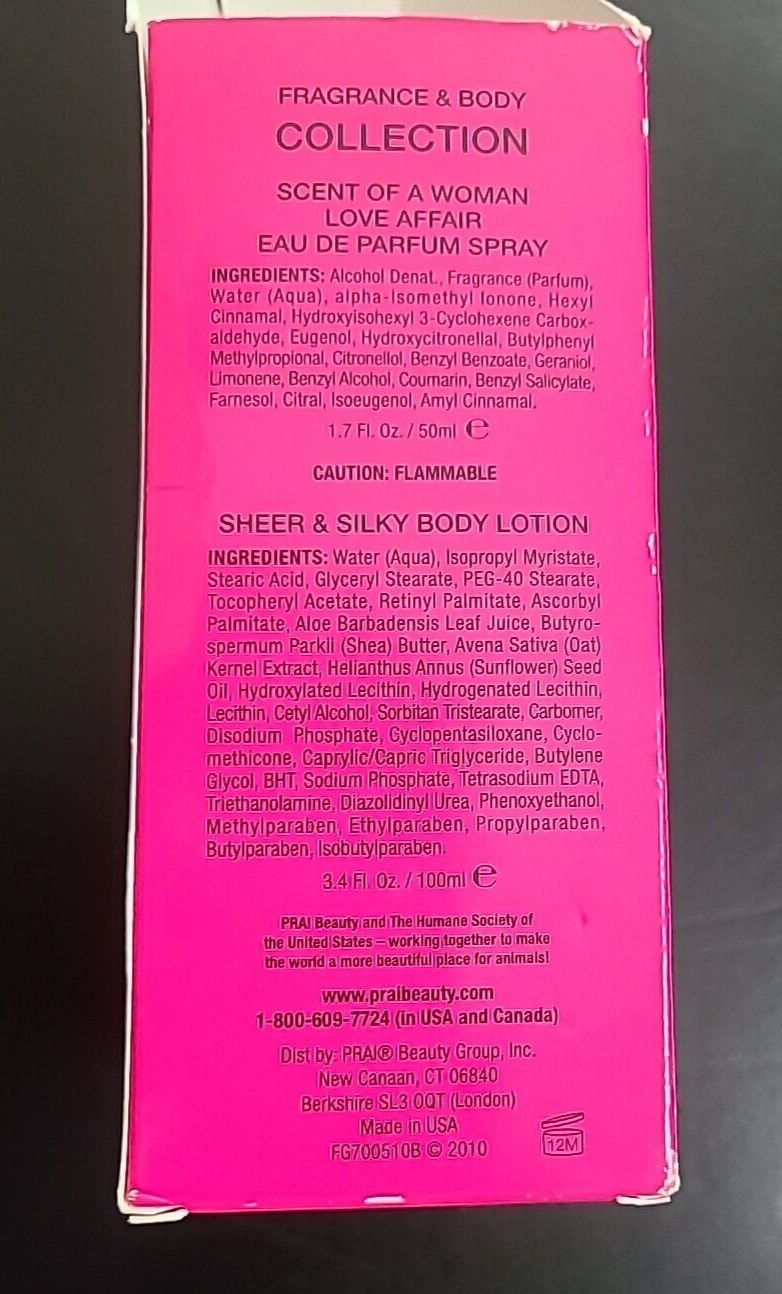 FRAGRANCE & BODY
COLLECTION
SCENT OF A WOMAN
LOVE AFFAIR
EAU DE PARFUM SPRAY
INGREDIENTS: Alcohol Denat., Fragrance (Parfum),
Water (Aqua), alpha-Isomethyl Ionone, Hexyl
Cinnamal, Hydroxyisohexyl 3-Cyclohexene Carbox-
aldehyde, Eugenol, Hydroxycitronellal, Butylphenyl
Methylpropional, Citronellol, Benzyl Benzoate, Geraniol,
Limonene, Benzyl Alcohol, Coumarin, Benzyl Salicylate,
Farnesol, Citral, Isoeugenol, Amyl Cinnamal.
1.7 Fl. Oz. / 50ml ℮
CAUTION: FLAMMABLE
SHEER & SILKY BODY LOTION
INGREDIENTS: Water (Aqua), Isopropyl Myristate,
Stearic Acid, Glyceryl Stearate, PEG-40 Stearate,
Tocopheryl Acetate, Retinyl Palmitate, Ascorbyl
Palmitate, Aloe Barbadensis Leaf Juice, Butyro-
spermum Parkii (Shea) Butter, Avena Sativa (Oat)
Kernel Extract, Helianthus Annus (Sunflower) Seed
Oil, Hydroxylated Lecithin, Hydrogenated Lecithin,
Lecithin, Cetyl Alcohol, Sorbitan Tristearate, Carbomer,
Disodium Phosphate, Cyclopentasiloxane, Cyclo-
methicone, Caprylic/Capric Triglyceride, Butylene
Glycol, BHT, Sodium Phosphate, Tetrasodium EDTA,
Triethanolamine, Diazolidinyl Urea, Phenoxyethanol,
Methylparaben, Ethylparaben, Propylparaben,
Butylparaben, Isobutylparaben.
3.4 Fl. Oz. / 100ml ℮
PRAI Beauty and The Humane Society of
the United States – working together to make
the world a more beautiful place for animals!
www.praibeauty.com
1-800-609-7724 (in USA and Canada)
Dist by: PRAI® Beauty Group, Inc.
New Canaan, CT 06840
Berkshire SL3 0QT (London)
Made in USA
FG700510B © 2010
12M